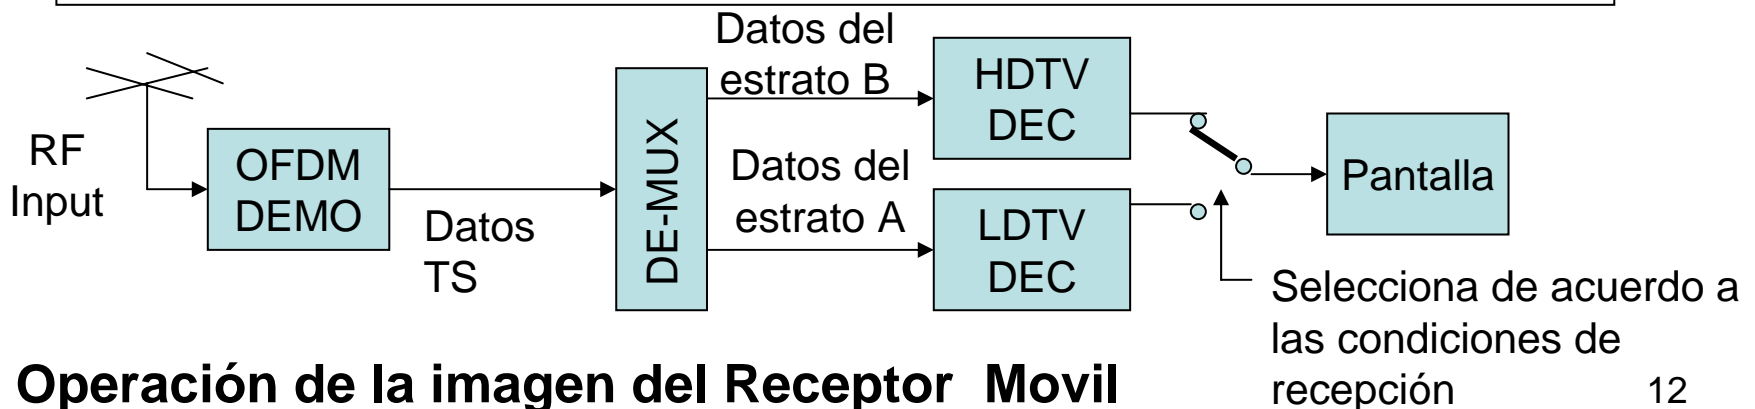 Datos del
estrato B
HDTV
DEC
RF
Input
OFDM
DEMO
Datos
TS
DE-MUX
Datos del
estrato A
LDTV
DEC
Pantalla
Selecciona de acuerdo a
las condiciones de
recepción
Operación de la imagen del Receptor Movil
12